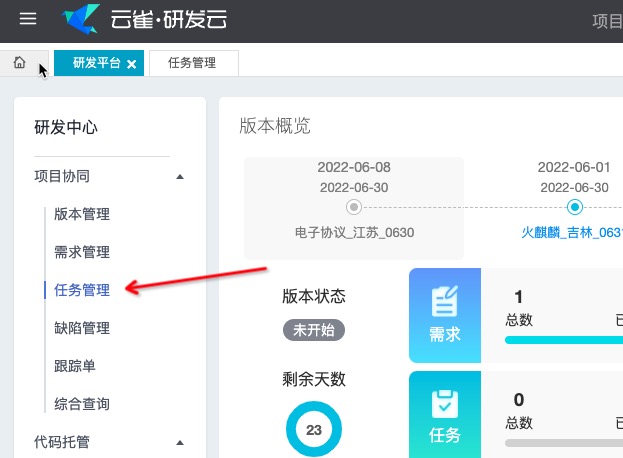 云雀·研发云
项目
研发平台
任务管理
研发中心
项目协同
版本管理
需求管理
任务管理
缺陷管理
跟踪单
综合查询
代码托管
版本概览
2022-06-08
2022-06-30
电子协议_江苏_0630
2022-06-01
2022-06-30
火麒麟_吉林_063
版本状态
未开始
剩余天数
23
需求
1
总数
任务
0
总数